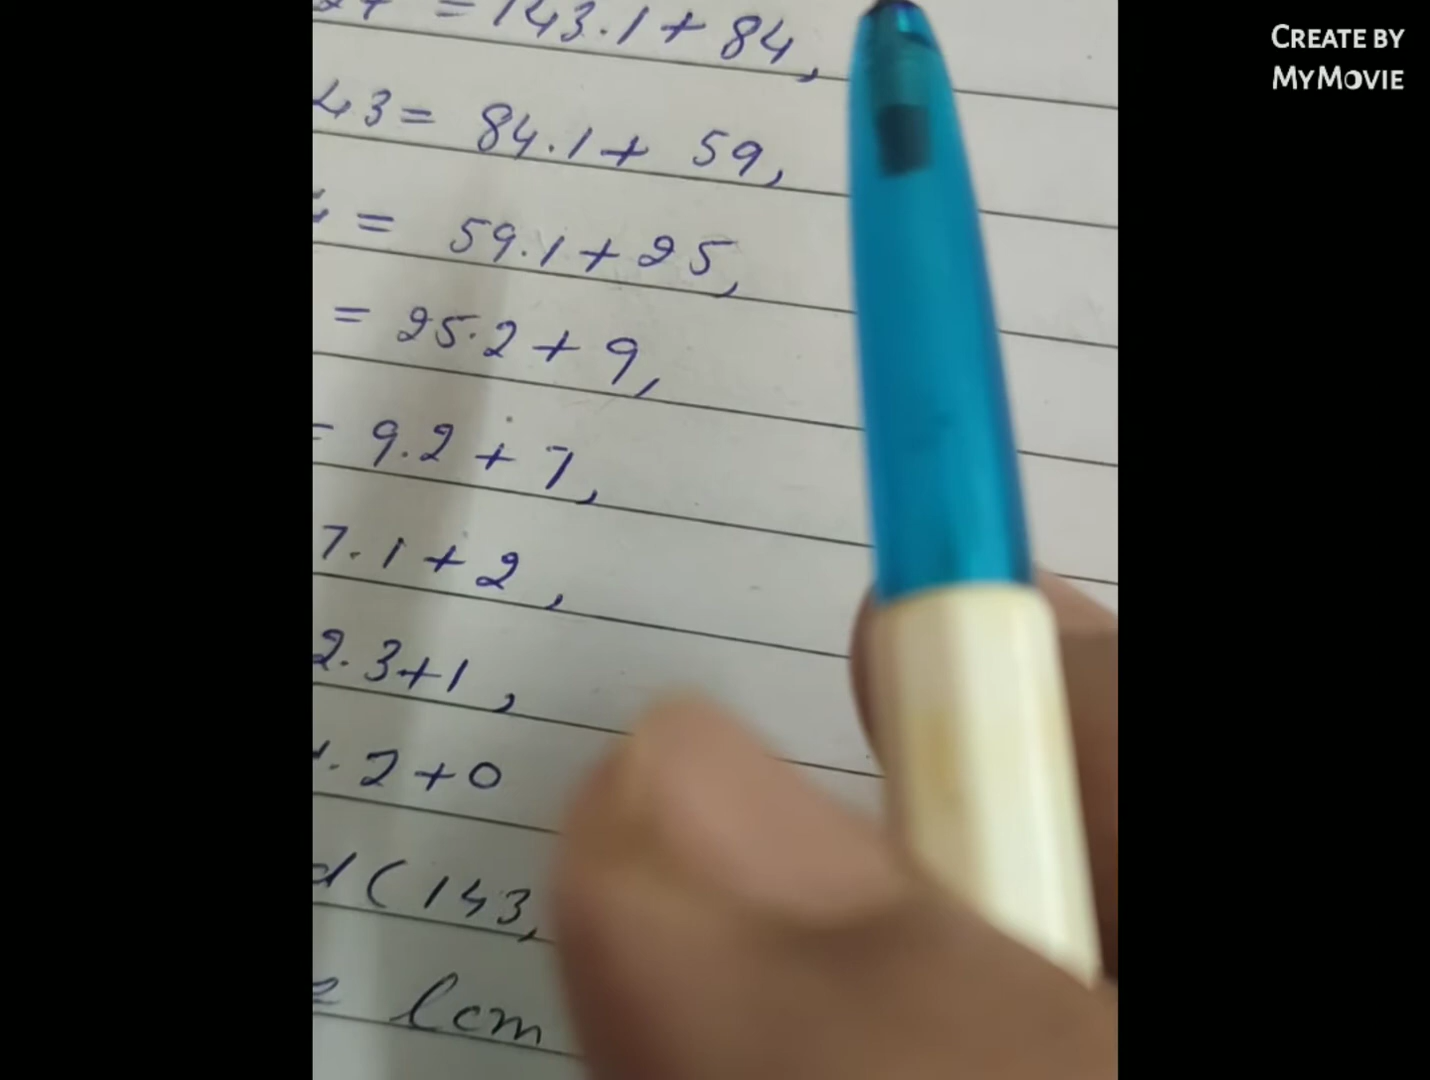 27 = 143.1 + 84,
43 = 84.1 + 59,
= 59.1 + 25,
= 25.2 + 9,
= 9.2 + 7,
7.1 + 2,
2.3 + 1,
.2 + 0
d (143,
lcm
CREATE BY
MYMOVIE